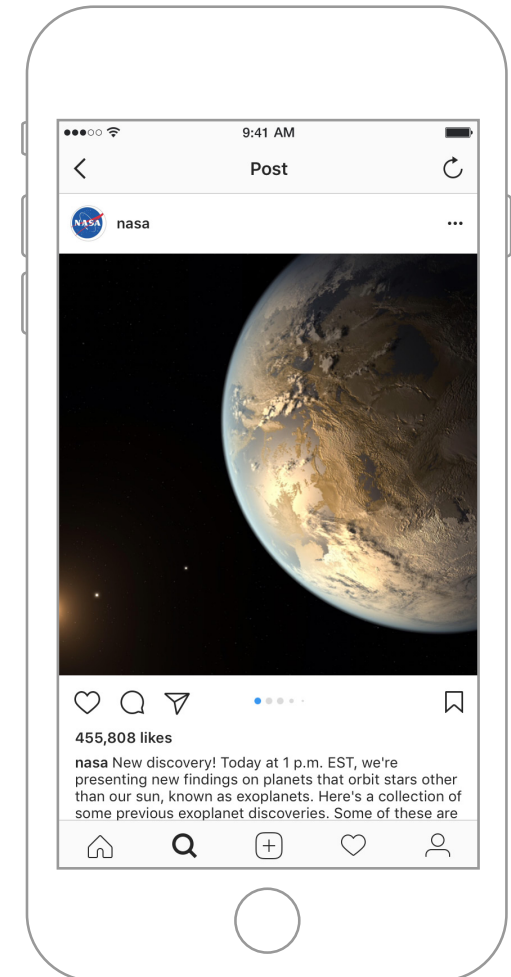 9:41 AM
Post
NASA
nasa
455,808 likes
nasa New discovery! Today at 1 p.m. EST, we're
presenting new findings on planets that orbit stars other
than our sun, known as exoplanets. Here's a collection of
some previous exoplanet discoveries. Some of these are